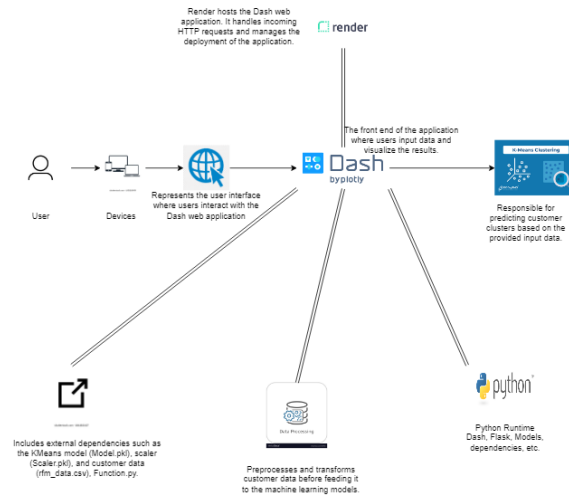 Render hosts the Dash web
application. It handles incoming
HTTP requests and manages the
deployment of the application.
render
The front end of the application
where users input data and
visualize the results.
K-Means Clustering
Dash
by plotly
User
Devices
Represents the user interface
where users interact with the
Dash web application
Responsible for
predicting customer
clusters based on the
provided input data.
Data Processing
python
Python Runtime
Dash, Flask, Models,
dependencies, etc.
Includes external dependencies such as
the KMeans model (Model.pkl), scaler
(Scaler.pkl), and customer data
(rfm_data.csv), Function.py.
Preprocesses and transforms
customer data before feeding it
to the machine learning models.